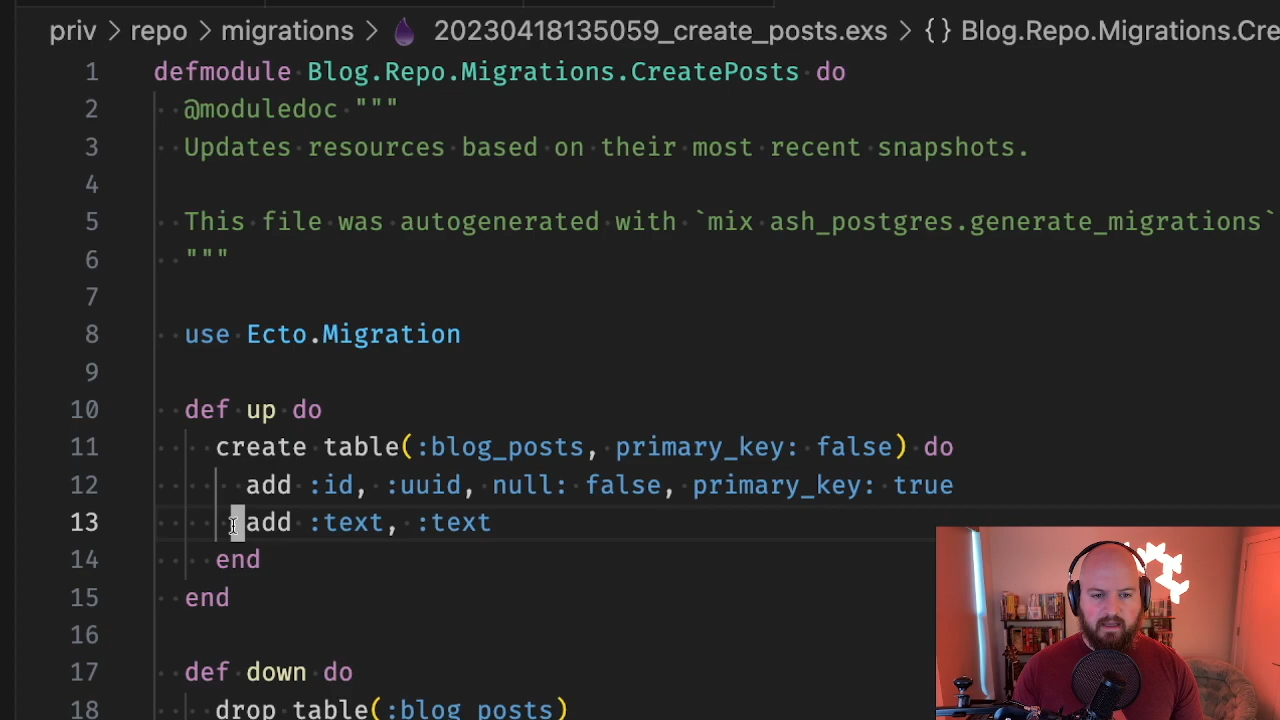 priv > repo > migrations > 20230418135059_create_posts.exs > {} Blog.Repo.Migrations.Cre
1 defmodule Blog.Repo.Migrations.CreatePosts do
2 @moduledoc """
3 Updates resources based on their most recent snapshots.
4
5 This file was autogenerated with `mix ash_postgres.generate_migrations`
6 """
7
8 use Ecto.Migration
9
10 def up do
11 create table(:blog_posts, primary_key: false) do
12 add :id, :uuid, null: false, primary_key: true
13 add :text, :text
14 end
15 end
16
17 def down do
18 drop table(:blog_posts)